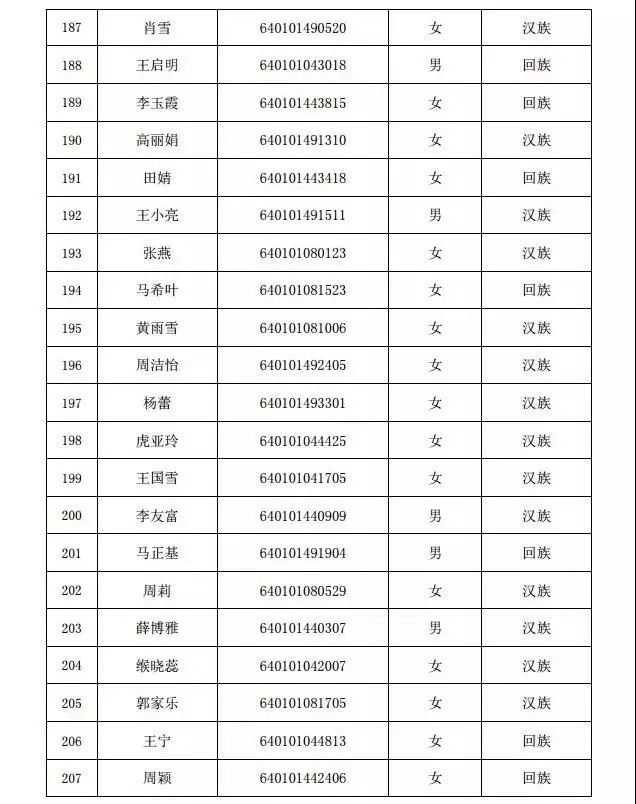 187 肖雪 640101490520 女 汉族
188 王启明 640101043018 男 回族
189 李玉霞 640101443815 女 回族
190 高丽娟 640101491310 女 汉族
191 田婧 640101443418 女 回族
192 王小亮 640101491511 男 汉族
193 张燕 640101080123 女 汉族
194 马希叶 640101081523 女 回族
195 黄雨雪 640101081006 女 汉族
196 周洁怡 640101492405 女 汉族
197 杨蕾 640101493301 女 汉族
198 虎亚玲 640101044425 女 汉族
199 王国雪 640101041705 女 汉族
200 李友富 640101440909 男 汉族
201 马正基 640101491904 男 回族
202 周莉 640101080529 女 汉族
203 薛博雅 640101440307 男 汉族
204 缑晓蕊 640101042007 女 汉族
205 郭家乐 640101081705 女 汉族
206 王宁 640101044813 女 回族
207 周颖 640101442406 女 回族